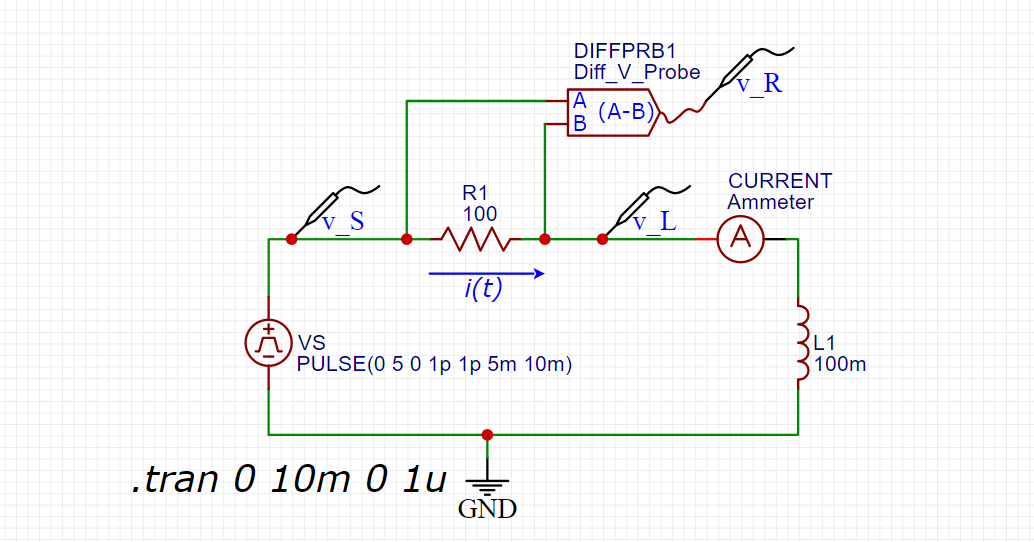 DIFFPRB1
Diff_V_Probe
A
B
(A-B)
v_R
CURRENT
Ammeter
A
R1
100
v_S
v_L
i(t)
VS
PULSE(0 5 0 1p 1p 5m 10m)
L1
100m
.tran 0 10m 0 1u
GND